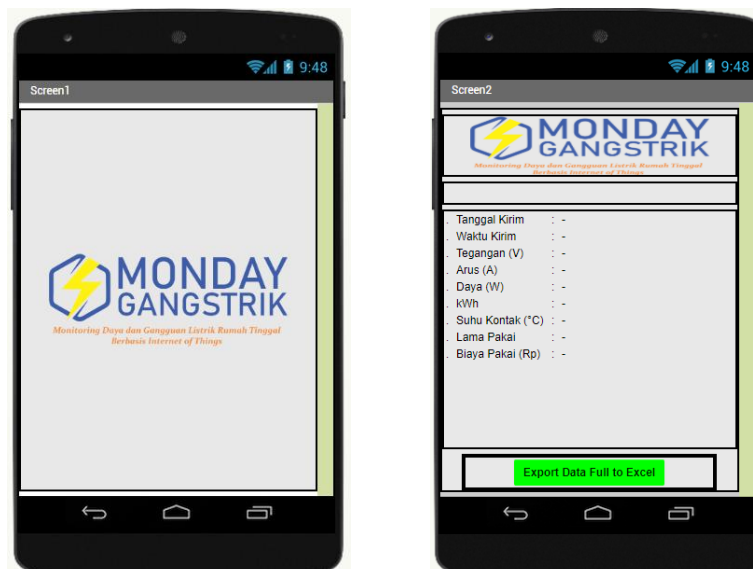 9:48
Screen1
MONDAY
GANGSTRIK
Monitoring Daya dan Gangguan Listrik Rumah Tinggal
Berbasis Internet of Things
9:48
Screen2
MONDAY
GANGSTRIK
Monitoring Daya dan Gangguan Listrik Rumah Tinggal
Berbasis Internet of Things
. Tanggal Kirim : -
. Waktu Kirim : -
. Tegangan (V) : -
. Arus (A) : -
. Daya (W) : -
. kWh : -
. Suhu Kontak (°C) : -
. Lama Pakai : -
. Biaya Pakai (Rp) : -
Export Data Full to Excel